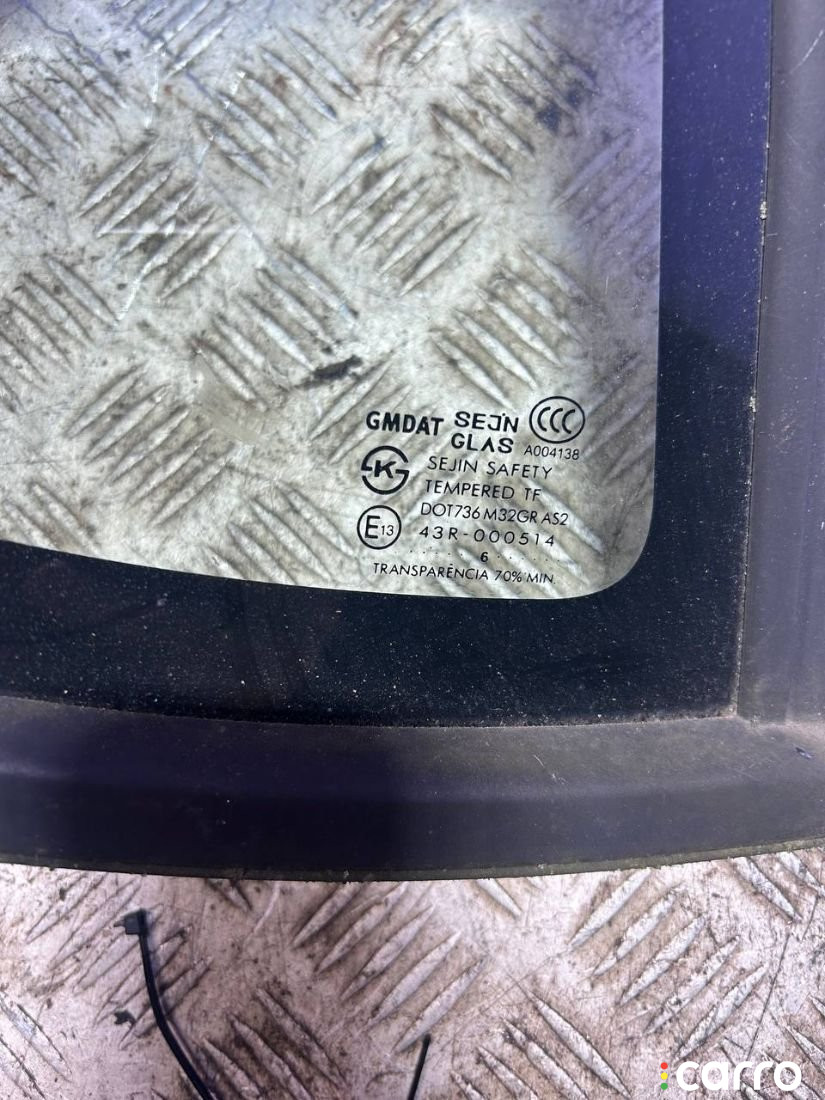 GMDAT SEJIN CCC
GLAS A004138
K SEJIN SAFETY
TEMPERED TF
DOT736 M32GR AS2
E13 43R-000514
. . . . . 6 . . . . .
TRANSPARÊNCIA 70% MIN.
carro